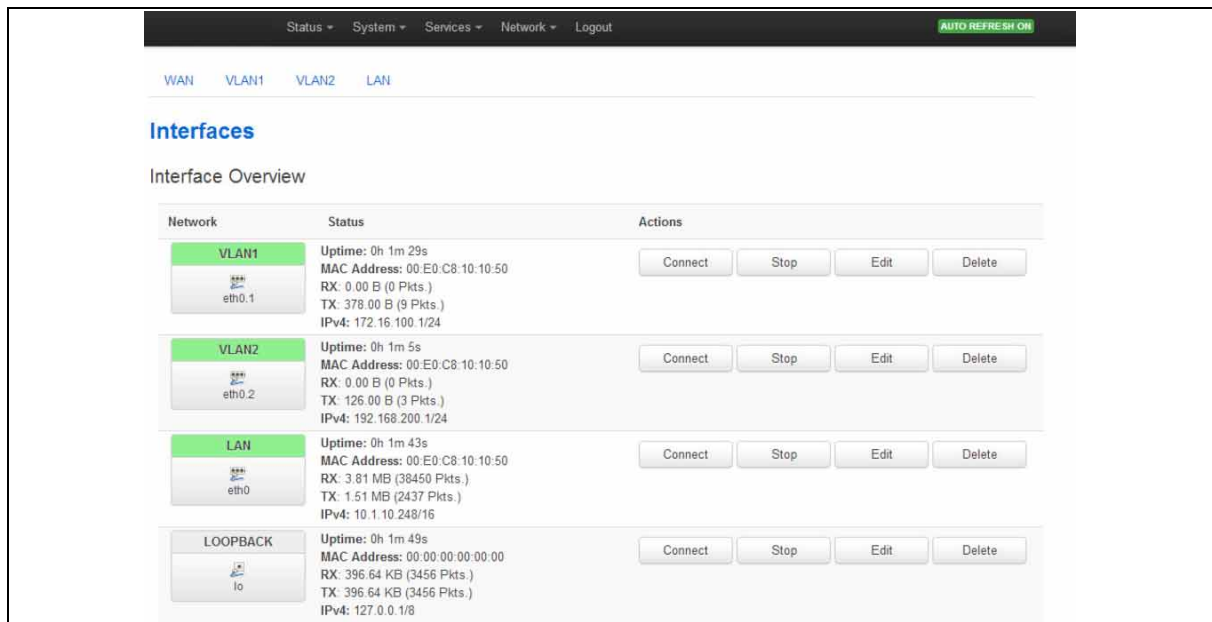 Status System Services Network Logout AUTO REFRESH ON
WAN VLAN1 VLAN2 LAN
Interfaces
Interface Overview
Network Status Actions
VLAN1
eth0.1
Uptime: 0h 1m 29s
MAC Address: 00:E0:C8:10:10:50
RX: 0.00 B (0 Pkts.)
TX: 378.00 B (9 Pkts.)
IPv4: 172.16.100.1/24
Connect Stop Edit Delete
VLAN2
eth0.2
Uptime: 0h 1m 5s
MAC Address: 00:E0:C8:10:10:50
RX: 0.00 B (0 Pkts.)
TX: 126.00 B (3 Pkts.)
IPv4: 192.168.200.1/24
Connect Stop Edit Delete
LAN
eth0
Uptime: 0h 1m 43s
MAC Address: 00:E0:C8:10:10:50
RX: 3.81 MB (38450 Pkts.)
TX: 1.51 MB (2437 Pkts.)
IPv4: 10.1.10.248/16
Connect Stop Edit Delete
LOOPBACK
lo
Uptime: 0h 1m 49s
MAC Address: 00:00:00:00:00:00
RX: 396.64 KB (3456 Pkts.)
TX: 396.64 KB (3456 Pkts.)
IPv4: 127.0.0.1/8
Connect Stop Edit Delete